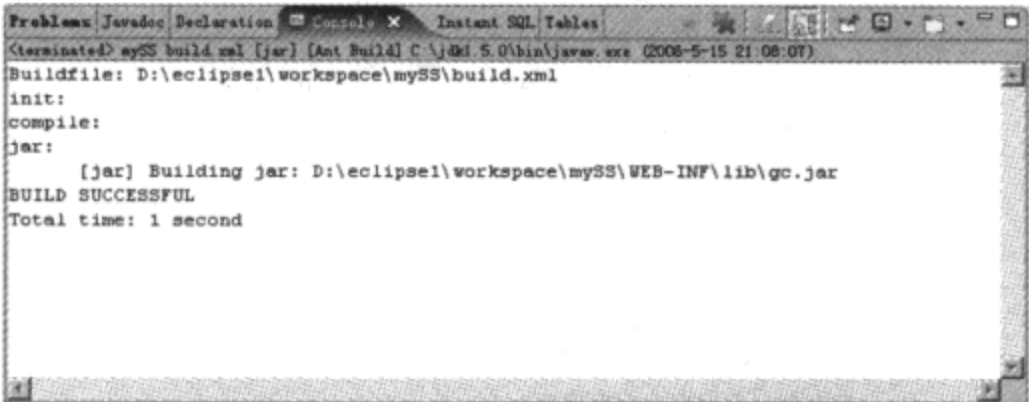 Problems Javadoc Declaration Console Instant SQL Tables
<terminated> mySS build.xml [jar] [Ant Build] C:\jdk1.5.0\bin\javaw.exe (2008-5-15 21:08:07)
Buildfile: D:\eclipse1\workspace\mySS\build.xml
init:
compile:
jar:
[jar] Building jar: D:\eclipse1\workspace\mySS\WEB-INF\lib\gc.jar
BUILD SUCCESSFUL
Total time: 1 second